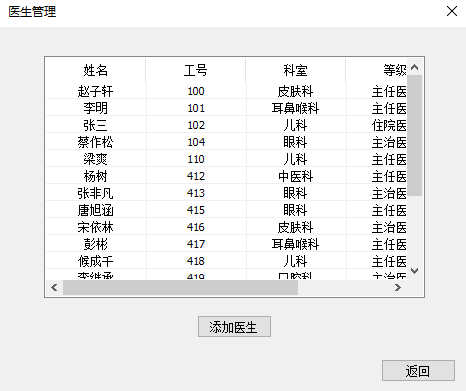 医生管理
姓名 工号 科室 等级
赵子轩 100 皮肤科 主任医
李明 101 耳鼻喉科 主任医
张三 102 儿科 住院医
蔡作松 104 眼科 主治医
梁爽 110 儿科 主任医
杨树 412 中医科 主任医
张非凡 413 眼科 主治医
唐旭涵 415 眼科 主任医
宋依林 416 皮肤科 主治医
彭彬 417 耳鼻喉科 主任医
候成千 418 儿科 主任医
李继承 419 口腔科 主治医
添加医生
返回